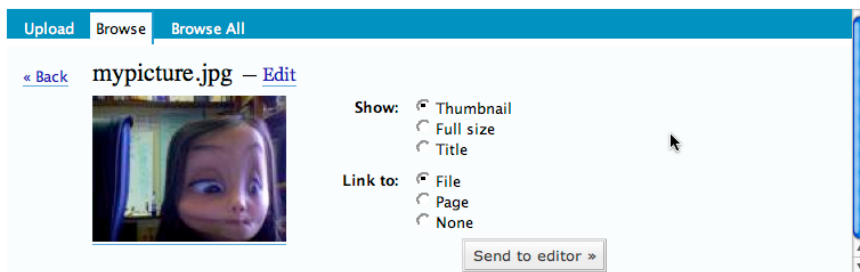 Upload Browse Browse All
« Back mypicture.jpg — Edit
Show: Thumbnail
Full size
Title
Link to: File
Page
None
Send to editor »